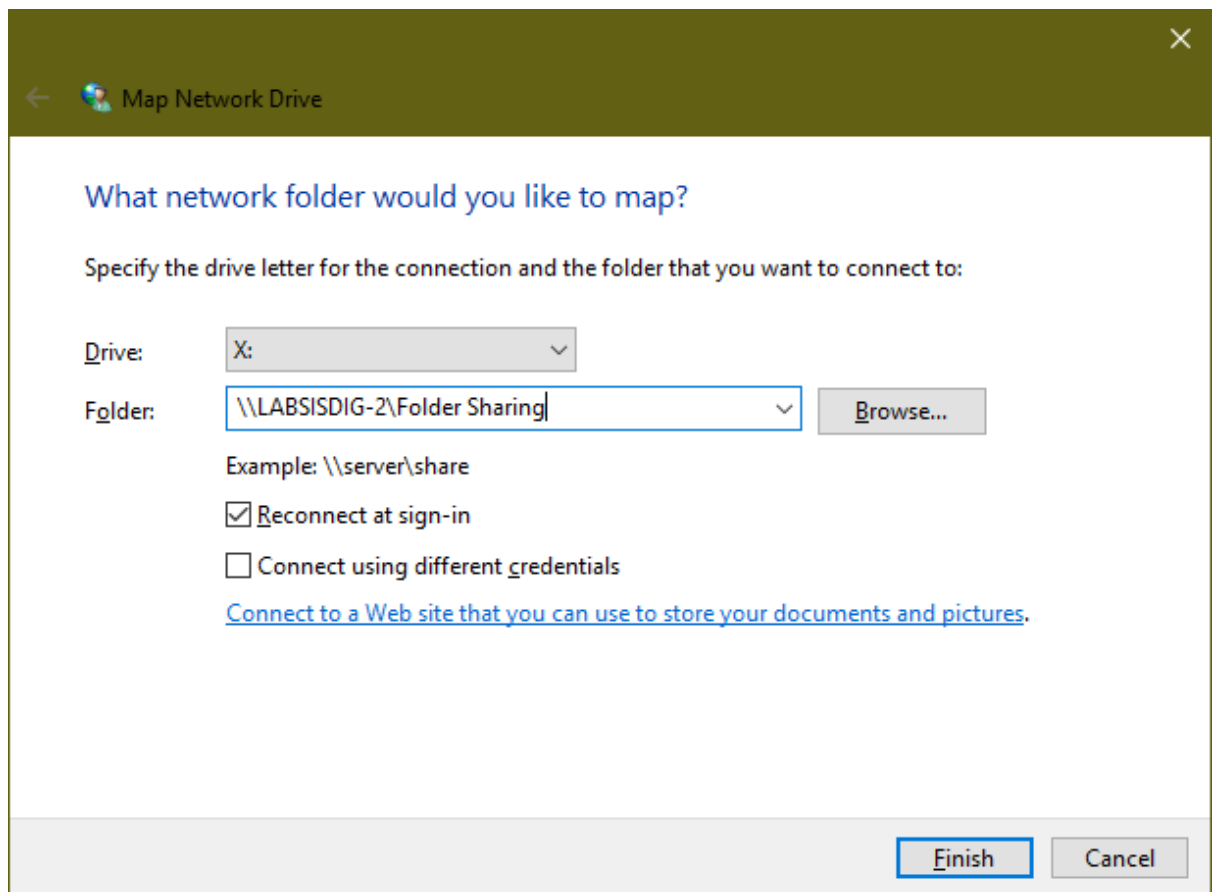 Map Network Drive
What network folder would you like to map?
Specify the drive letter for the connection and the folder that you want to connect to:
Drive: X:
Folder: \\LABSISDIG-2\Folder Sharing Browse...
Example: \\server\share
Reconnect at sign-in
Connect using different credentials
Connect to a Web site that you can use to store your documents and pictures.
Finish Cancel